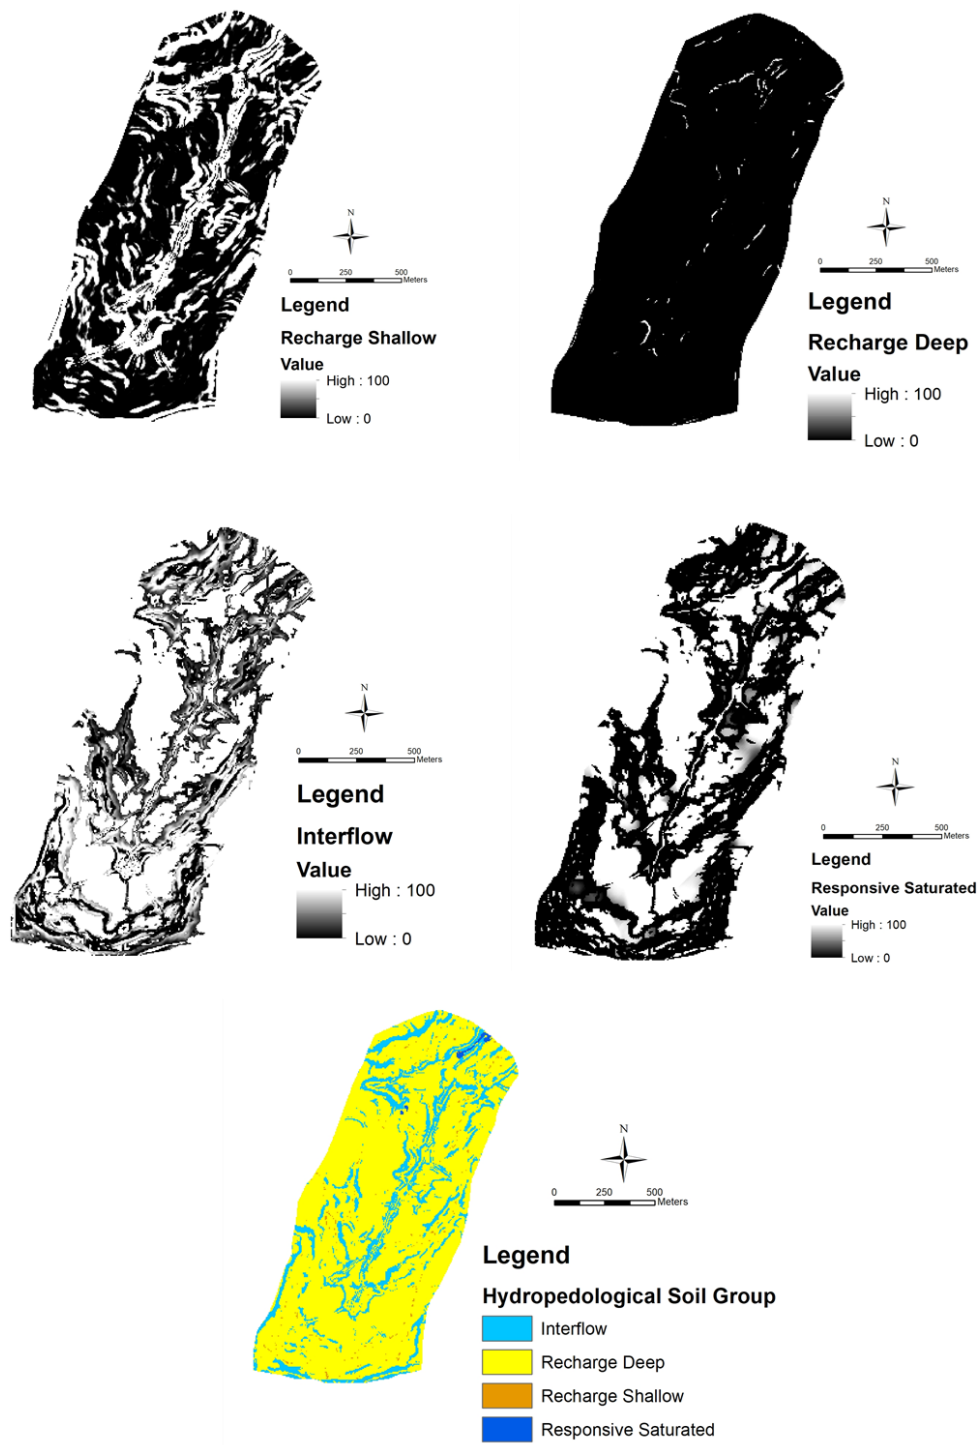 N
0 250 500
Meters
Legend
Recharge Shallow
Value
High : 100
Low : 0
N
0 250 500
Meters
Legend
Recharge Deep
Value
High : 100
Low : 0
N
0 250 500
Meters
Legend
Interflow
Value
High : 100
Low : 0
N
0 250 500
Meters
Legend
Responsive Saturated
Value
High : 100
Low : 0
N
0 250 500
Meters
Legend
Hydropedological Soil Group
Interflow
Recharge Deep
Recharge Shallow
Responsive Saturated